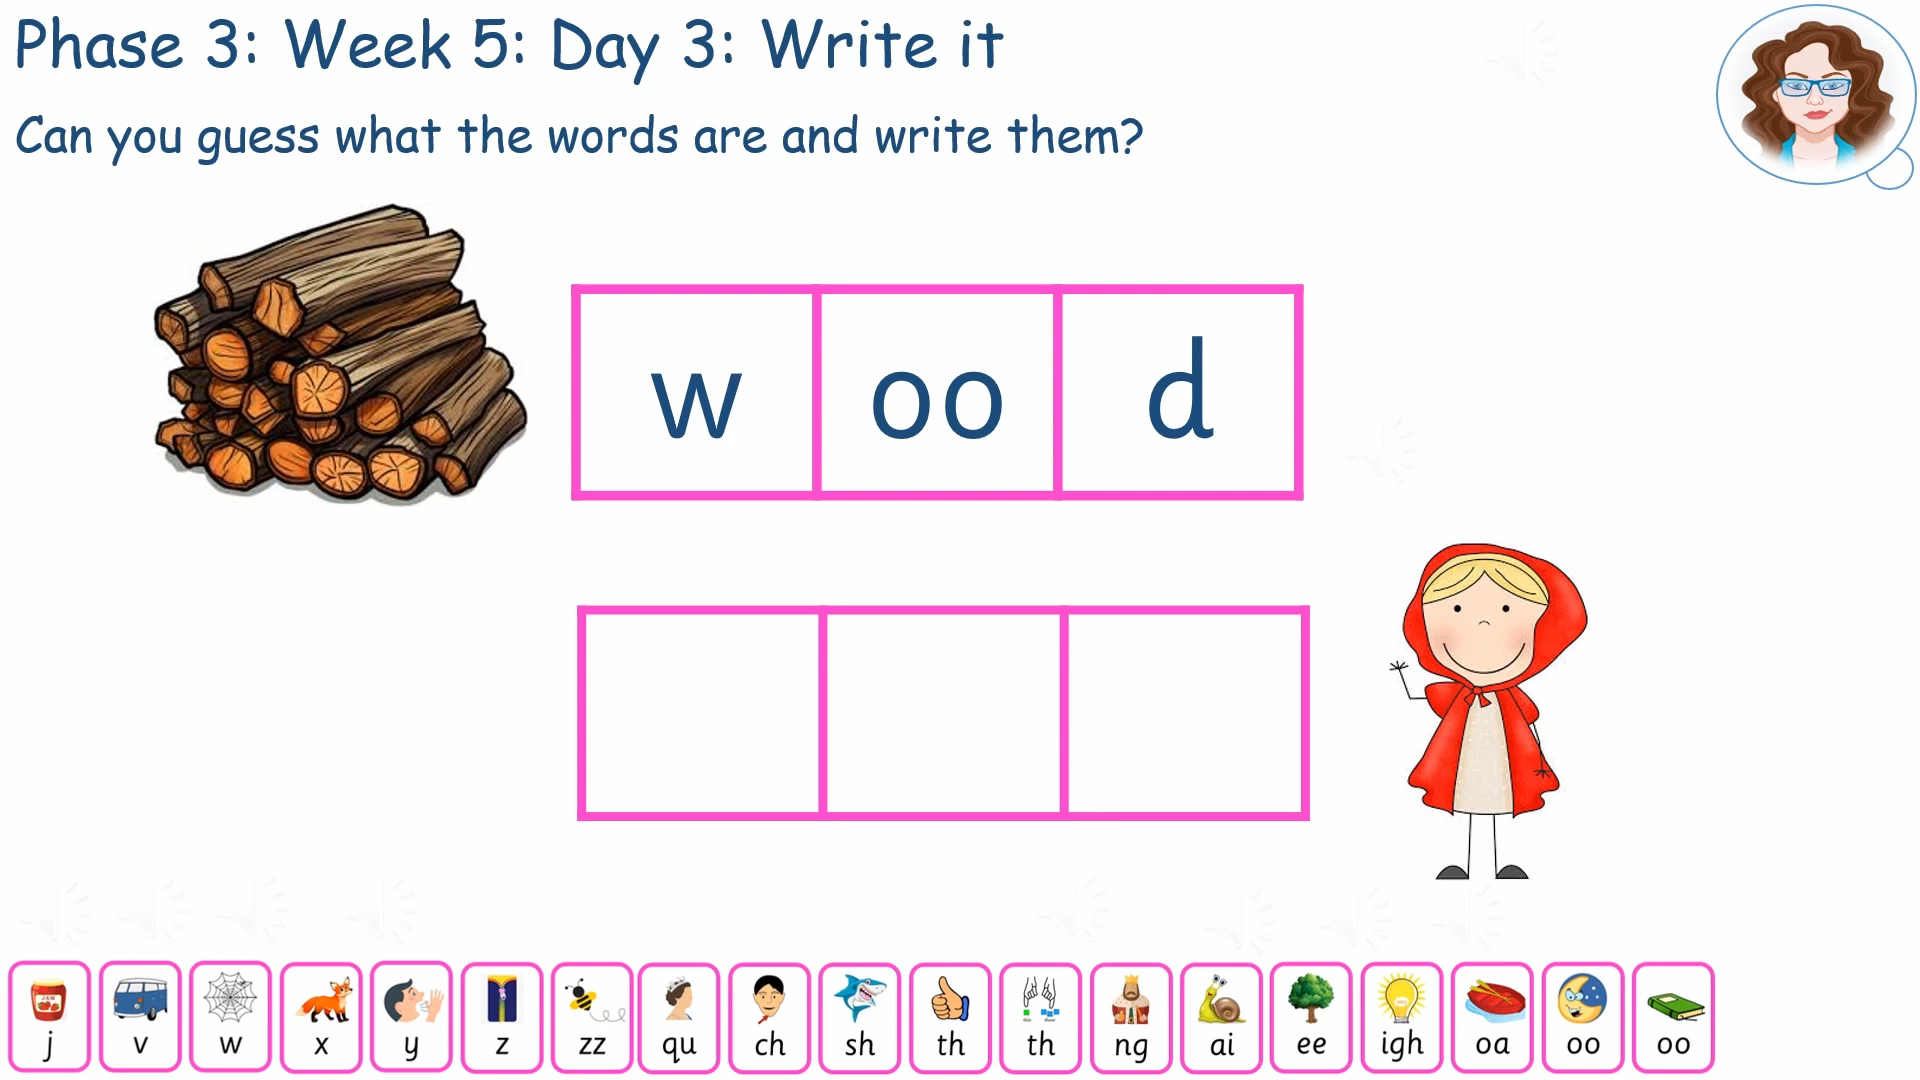 Phase 3: Week 5: Day 3: Write it
Can you guess what the words are and write them?
w oo d
JAM
j v w x y z zz qu ch sh th th ng ai ee igh oa oo oo